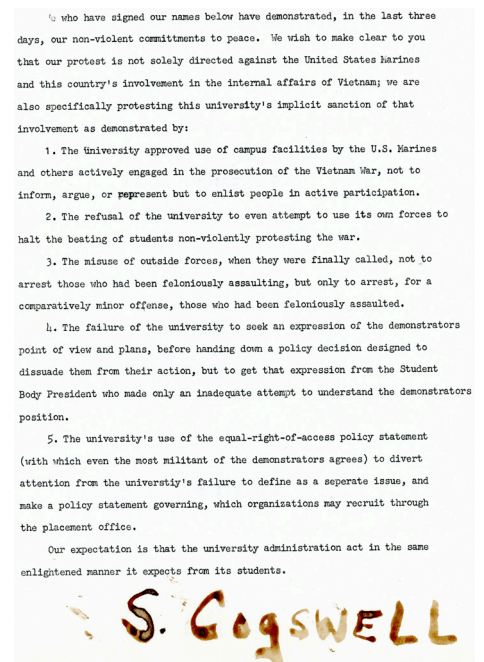 We who have signed our names below have demonstrated, in the last three
days, our non-violent committments to peace. We wish to make clear to you
that our protest is not solely directed against the United States Marines
and this country's involvement in the internal affairs of Vietnam; we are
also specifically protesting this university's implicit sanction of that
involvement as demonstrated by:
1. The University approved use of campus facilities by the U.S. Marines
and others actively engaged in the prosecution of the Vietnam War, not to
inform, argue, or represent but to enlist people in active participation.
2. The refusal of the university to even attempt to use its own forces to
halt the beating of students non-violently protesting the war.
3. The misuse of outside forces, when they were finally called, not to
arrest those who had been feloniously assaulting, but only to arrest, for a
comparatively minor offense, those who had been feloniously assaulted.
4. The failure of the university to seek an expression of the demonstrators
point of view and plans, before handing down a policy decision designed to
dissuade them from their action, but to get that expression from the Student
Body President who made only an inadequate attempt to understand the demonstrators
position.
5. The university's use of the equal-right-of-access policy statement
(with which even the most militant of the demonstrators agrees) to divert
attention from the universtiy's failure to define as a seperate issue, and
make a policy statement governing, which organizations may recruit through
the placement office.
Our expectation is that the university administration act in the same
enlightened manner it expects from its students.
S. CogSWELL